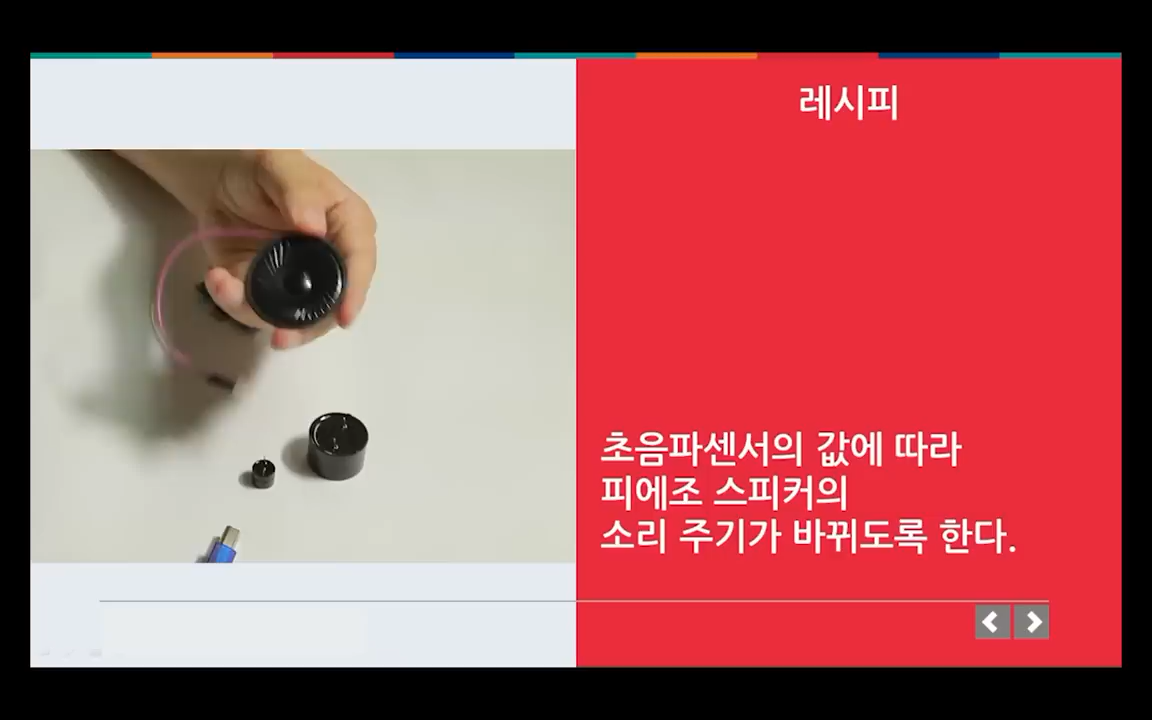 레시피
초음파센서의 값에 따라
피에조 스피커의
소리 주기가 바뀌도록 한다.